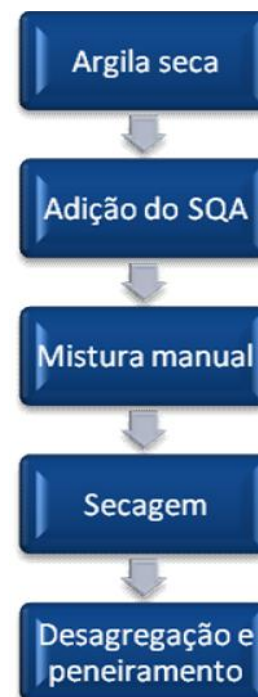 Argila seca
Adição do SQA
Mistura manual
Secagem
Desagregação e
peneiramento